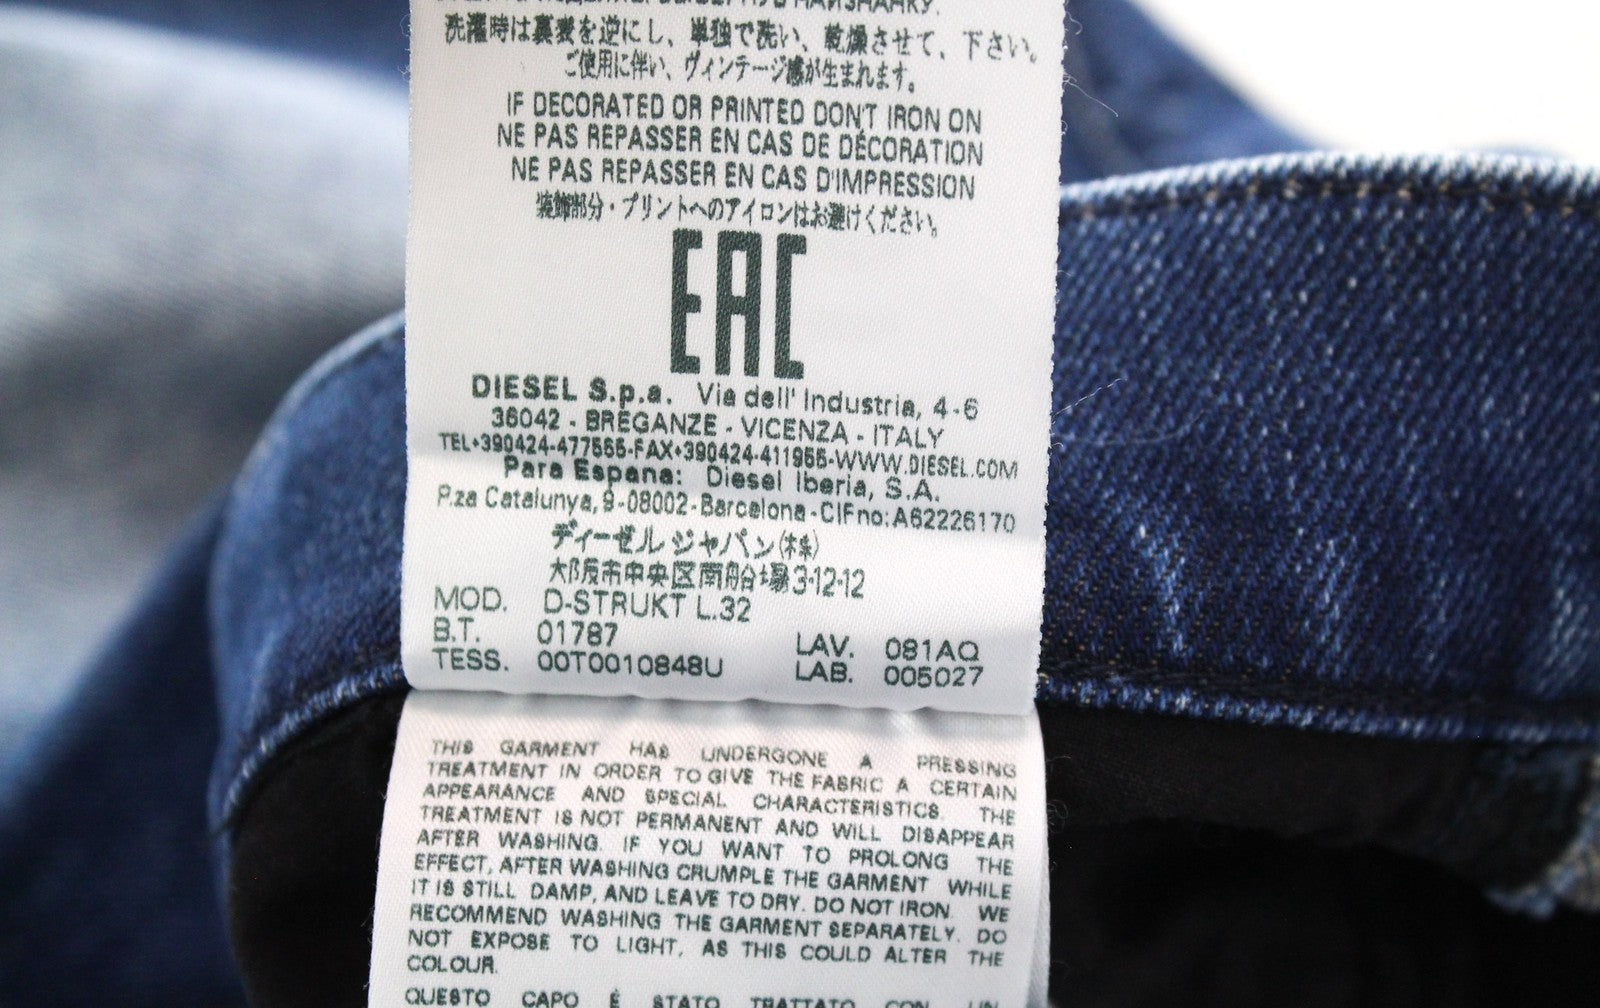 НАИЗНАНКУ.
洗濯時は裏表を逆にし、単独で洗い、乾燥させて、下さい。
ご使用に伴い、ヴィンテージ感が生まれます。
IF DECORATED OR PRINTED DON'T IRON ON
NE PAS REPASSER EN CAS DE DÉCORATION
NE PAS REPASSER EN CAS D'IMPRESSION
装飾部分・プリントへのアイロンはお避けください。
EAC
DIESEL S.p.a. Via dell' Industria, 4-6
36042 - BREGANZE - VICENZA - ITALY
TEL+390424-477555-FAX+390424-411955-WWW.DIESEL.COM
Para Espana: Diesel Iberia, S.A.
P.za Catalunya, 9-08002-Barcelona-CIF no: A62226170
ディーゼル ジャパン(株)
大阪市中央区南船台場3-12-12
MOD. D-STRUKT L.32
B.T. 01787 LAV. 081AQ
TESS. 00T0010848U LAB. 005027
THIS GARMENT HAS UNDERGONE A PRESSING
TREATMENT IN ORDER TO GIVE THE FABRIC A CERTAIN
APPEARANCE AND SPECIAL CHARACTERISTICS. THE
TREATMENT IS NOT PERMANENT AND WILL DISAPPEAR
AFTER WASHING. IF YOU WANT TO PROLONG THE
EFFECT, AFTER WASHING CRUMPLE THE GARMENT WHILE
IT IS STILL DAMP, AND LEAVE TO DRY. DO NOT IRON. WE
RECOMMEND WASHING THE GARMENT SEPARATELY. DO
NOT EXPOSE TO LIGHT, AS THIS COULD ALTER THE
COLOUR.
QUESTO CAPO È STATO TRATTATO CON UN